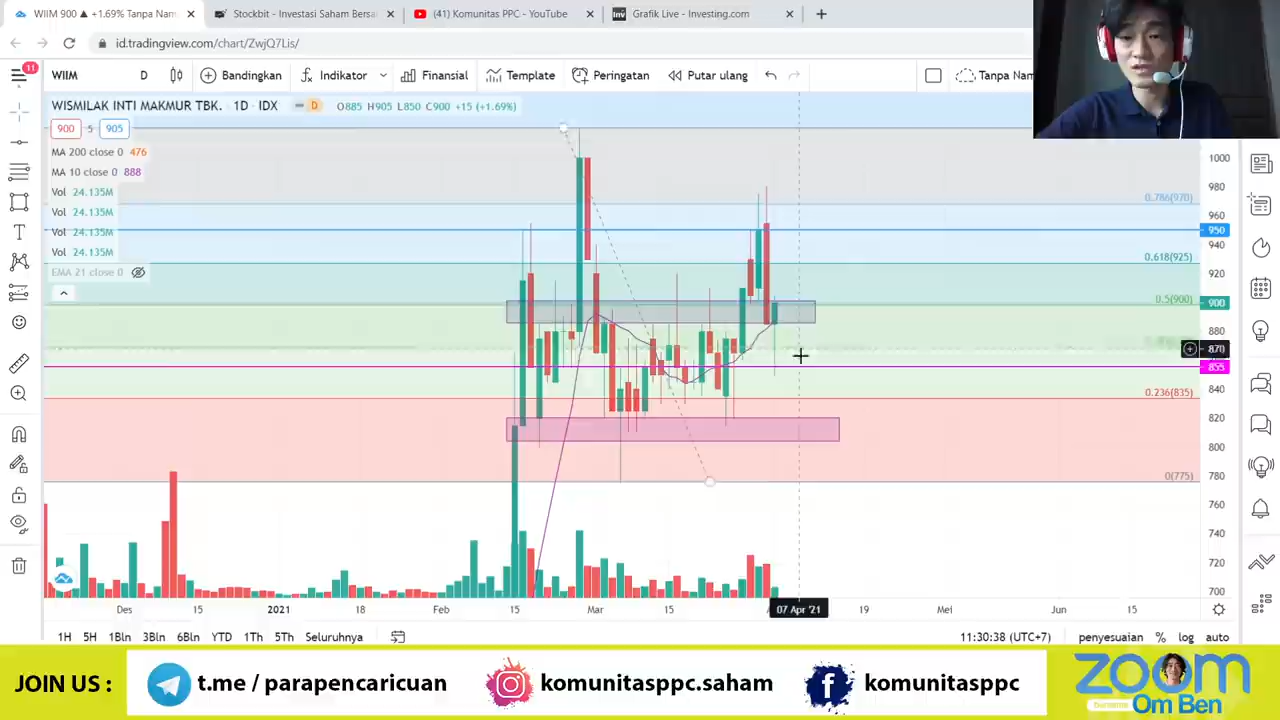 WIIM 900 ▲ +1.69% Tanpa Nam
Stockbit - Investasi Saham Bersa
(41) Komunitas PPC - YouTube
Inv Grafik Live - Investing.com
id.tradingview.com/chart/ZwjQ7Lis/
11
WIIM D Bandingkan Indikator Finansial Template Peringatan Putar ulang Tanpa Nam
WISMILAK INTI MAKMUR TBK. · 1D · IDX D O885 H905 L850 C900 +15 (+1.69%)
900 5 905
MA 200 close 0 476
MA 10 close 0 888
Vol 24.135M
Vol 24.135M
Vol 24.135M
Vol 24.135M
EMA 21 close 0
0.786(970)
0.618(925)
0.5(900)
0.236(835)
0(775)
1000
980
960
950
940
920
900
880
870
855
840
820
800
780
760
740
720
700
Des 15 2021 15 Feb 15 Mar 15 07 Apr '21 19 Mei Jun 15
1H 5H 1Bln 3Bln 6Bln YTD 1Th 5Th Seluruhnya 11:30:38 (UTC+7) penyesuaian % log auto
JOIN US : t.me / parapencaricuan komunitasppc.saham komunitasppc
zoom
bersama Om Ben